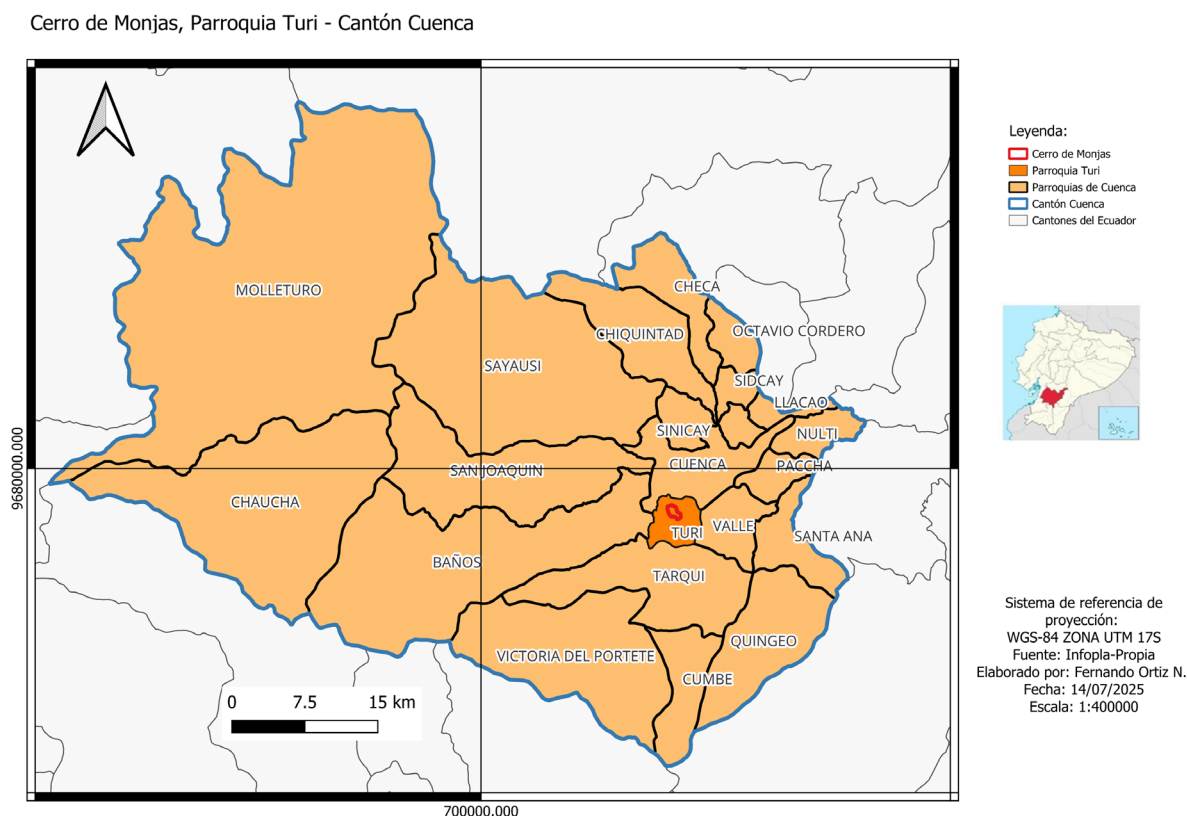 Cerro de Monjas, Parroquia Turi - Cantón Cuenca
MOLLETURO
CHECA
OCTAVIO CORDERO
CHIQUINTAD
SAYAUSI
SIDCAY
LLACAO
SINICAY
NULTI
CUENCA
PACCHA
SAN JOAQUIN
CHAUCHA
TURI
VALLE
SANTA ANA
BAÑOS
TARQUI
QUINGEO
VICTORIA DEL PORTETE
CUMBE
0 7.5 15 km
9680000.000
700000.000
Leyenda:
Cerro de Monjas
Parroquia Turi
Parroquias de Cuenca
Cantón Cuenca
Cantones del Ecuador
Sistema de referencia de
proyección:
WGS-84 ZONA UTM 17S
Fuente: Infopla-Propia
Elaborado por: Fernando Ortiz N.
Fecha: 14/07/2025
Escala: 1:400000